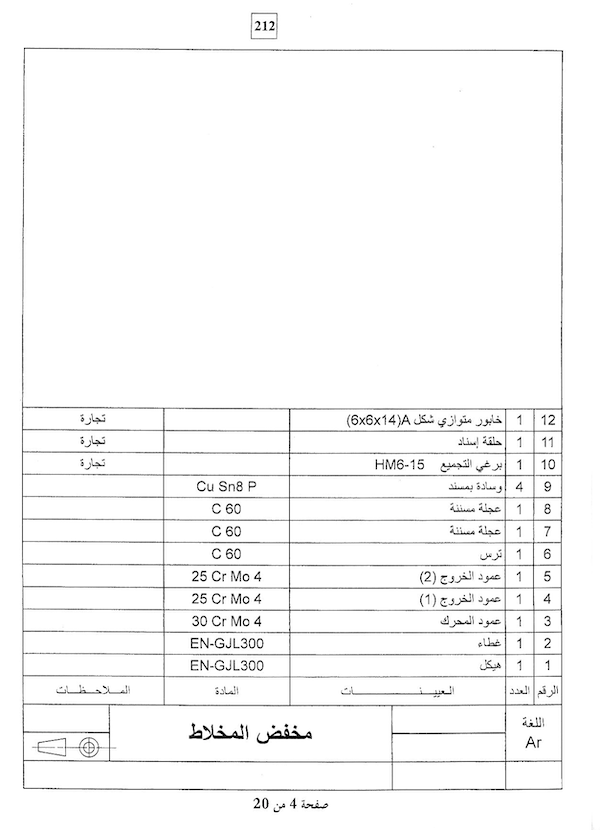 212
12 1 خابور متوازي شكل A(6x6x14) تجارة
11 1 حلقة إسناد تجارة
10 1 برغي التجميع HM6-15 تجارة
9 4 وسادة بمسند Cu Sn8 P
8 1 عجلة مسننة C 60
7 1 عجلة مسننة C 60
6 1 ترس C 60
5 1 عمود الخروج (2) 25 Cr Mo 4
4 1 عمود الخروج (1) 25 Cr Mo 4
3 1 عمود المحرك 30 Cr Mo 4
2 1 غطاء EN-GJL300
1 1 هيكل EN-GJL300
الرقم العدد التعيينـــــــــات المادة الملاحظات
اللغة
Ar
مخفض المخلاط
صفحة 4 من 20